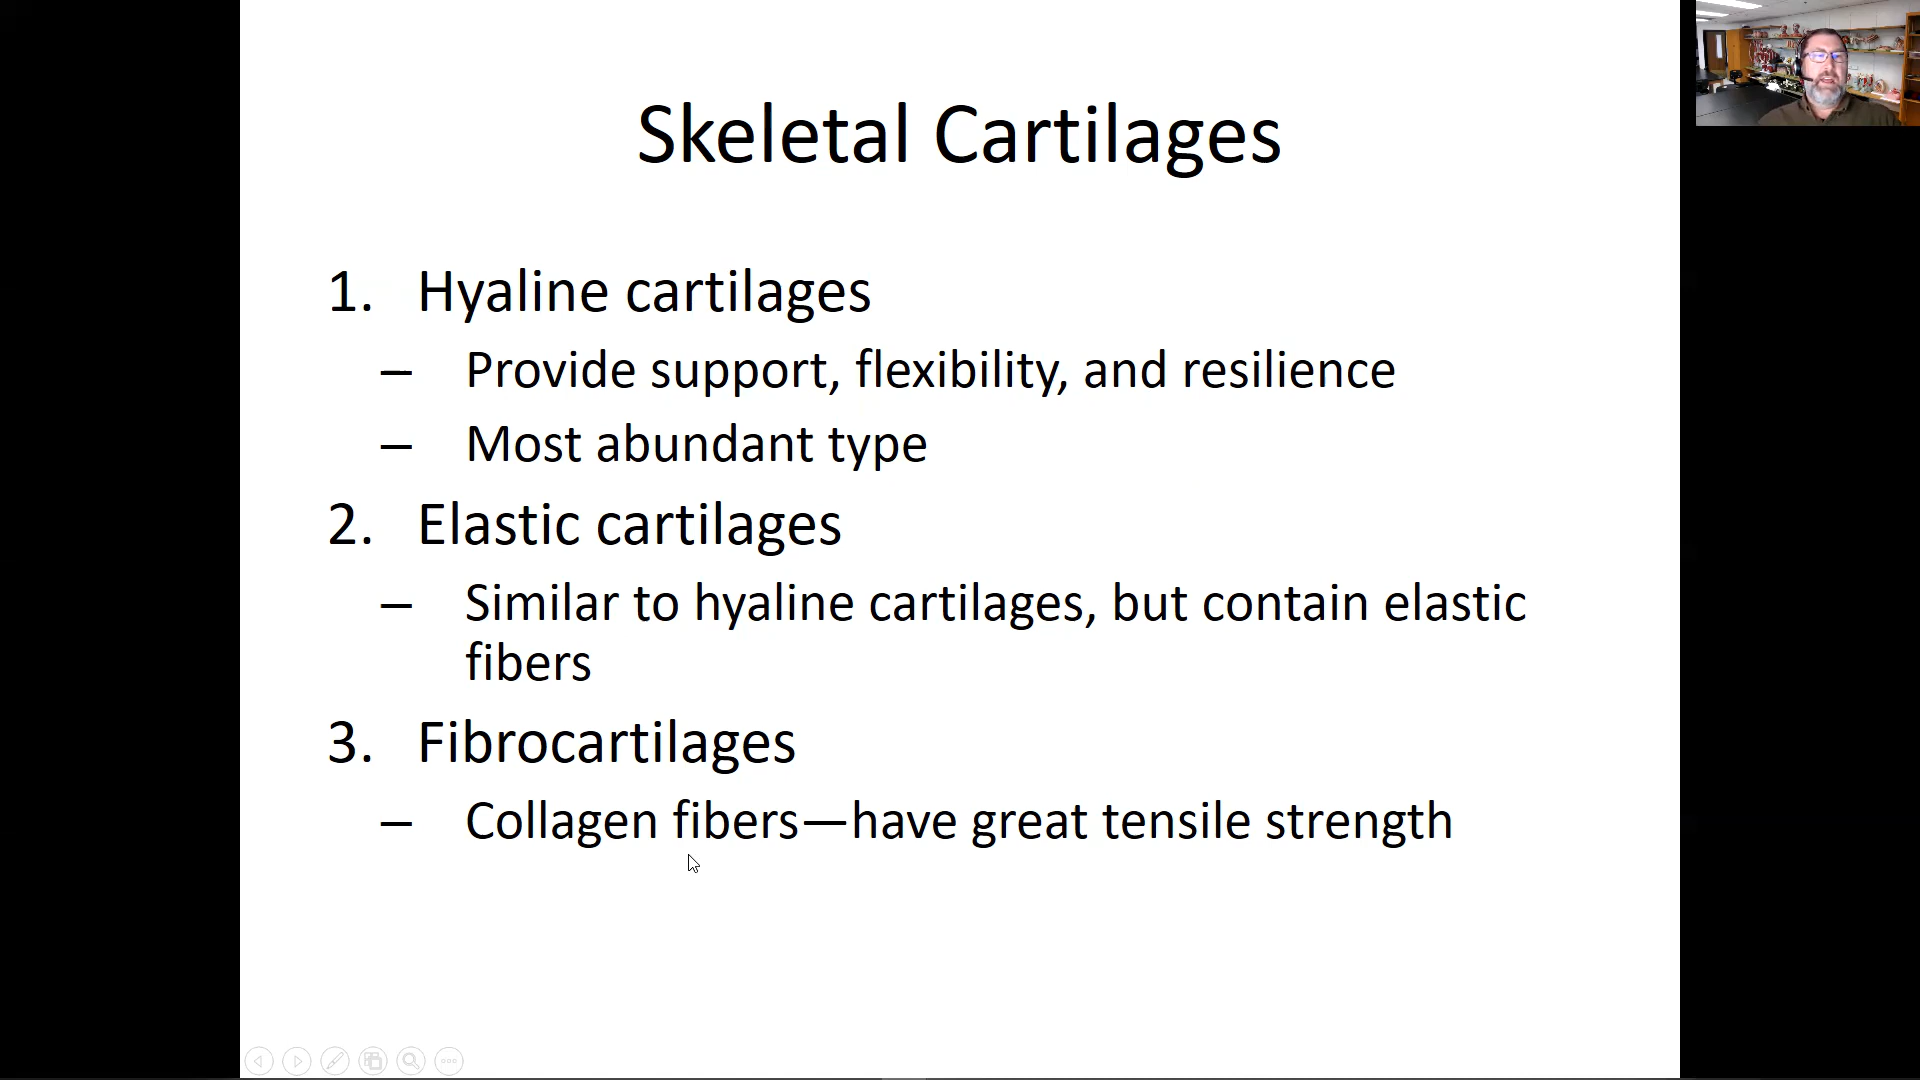 Skeletal Cartilages
1. Hyaline cartilages
– Provide support, flexibility, and resilience
– Most abundant type
2. Elastic cartilages
– Similar to hyaline cartilages, but contain elastic
fibers
3. Fibrocartilages
– Collagen fibers—have great tensile strength